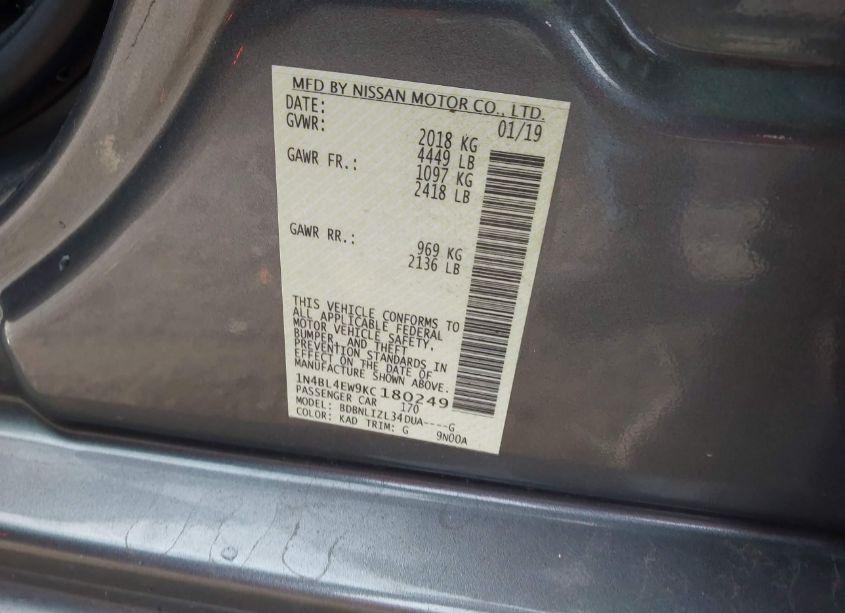 MFD BY NISSAN MOTOR CO., LTD.
DATE: 01/19
GVWR: 2018 KG
4449 LB
GAWR FR.: 1097 KG
2418 LB
GAWR RR.: 969 KG
2136 LB
THIS VEHICLE CONFORMS TO
ALL APPLICABLE FEDERAL
MOTOR VEHICLE SAFETY,
BUMPER, AND THEFT
PREVENTION STANDARDS IN
EFFECT ON THE DATE OF
MANUFACTURE SHOWN ABOVE.
1N4BL4EW9KC180249
PASSENGER CAR 170
MODEL: BDBNLIZL34DUA----G
COLOR: KAD TRIM: G 9N00A